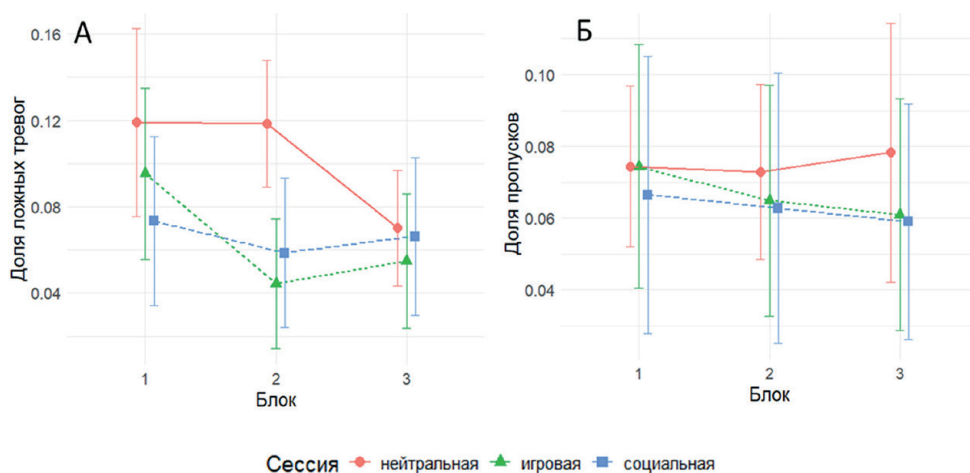 А
Доля ложных тревог
0.16
0.12
0.08
0.04
1 2 3
Блок
Б
Доля пропусков
0.10
0.08
0.06
0.04
1 2 3
Блок
Сессия нейтральная игровая социальная